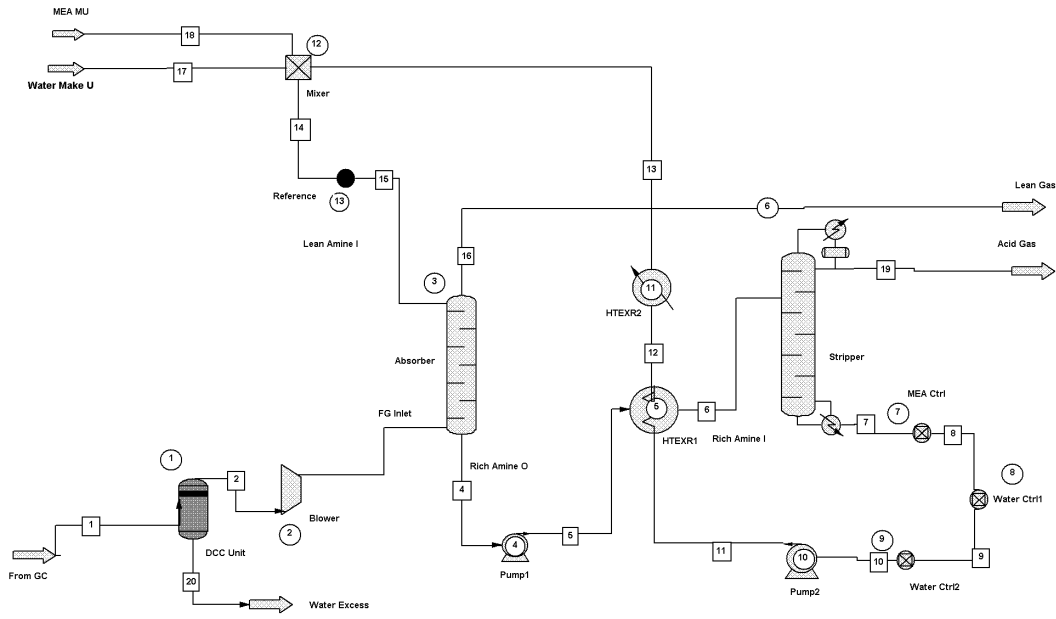 MEA MU
18
12
17
Water Make U
Mixer
14
13
15
Reference
13
6
Lean Gas
Lean Amine I
Acid Gas
16
19
3
11
HTEXR2
12
Absorber
Stripper
MEA Ctrl
FG Inlet
5
6
7
7
8
HTEXR1
Rich Amine I
1
Rich Amine O
2
8
4
Water Ctrl1
Blower
1
2
5
9
DCC Unit
4
11
10
10
9
From GC
Pump1
20
Pump2
Water Ctrl2
Water Excess